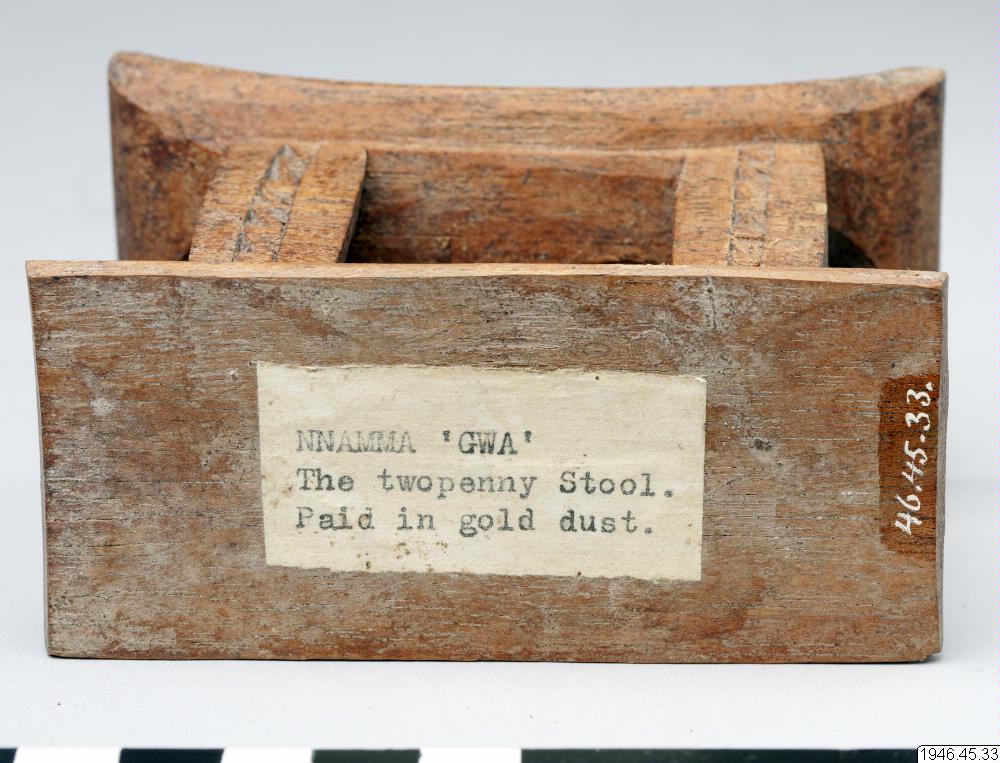 NNAMMA 'GWA'
The twopenny Stool.
Paid in gold dust.
46.45.33.
1946.45.33